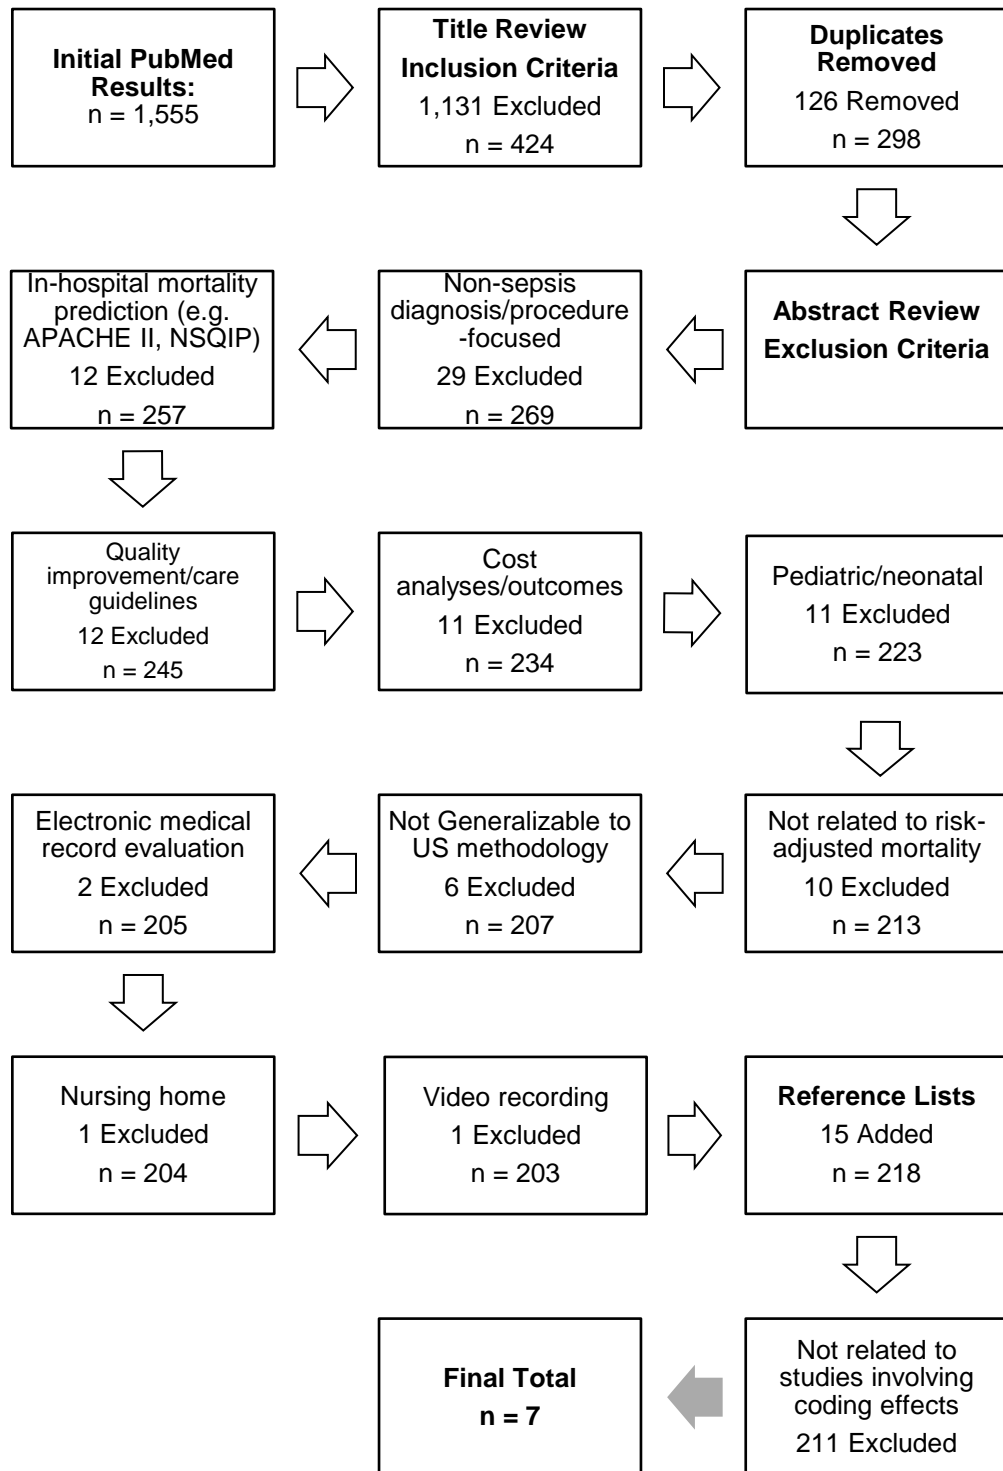 Initial PubMed
Results:
n = 1,555
Title Review
Inclusion Criteria
1,131 Excluded
n = 424
Duplicates
Removed
126 Removed
n = 298
Abstract Review
Exclusion Criteria
Non-sepsis
diagnosis/procedure
-focused
29 Excluded
n = 269
In-hospital mortality
prediction (e.g.
APACHE II, NSQIP)
12 Excluded
n = 257
Quality
improvement/care
guidelines
12 Excluded
n = 245
Cost
analyses/outcomes
11 Excluded
n = 234
Pediatric/neonatal
11 Excluded
n = 223
Not related to risk-
adjusted mortality
10 Excluded
n = 213
Not Generalizable to
US methodology
6 Excluded
n = 207
Electronic medical
record evaluation
2 Excluded
n = 205
Nursing home
1 Excluded
n = 204
Video recording
1 Excluded
n = 203
Reference Lists
15 Added
n = 218
Not related to
studies involving
coding effects
211 Excluded
Final Total
n = 7